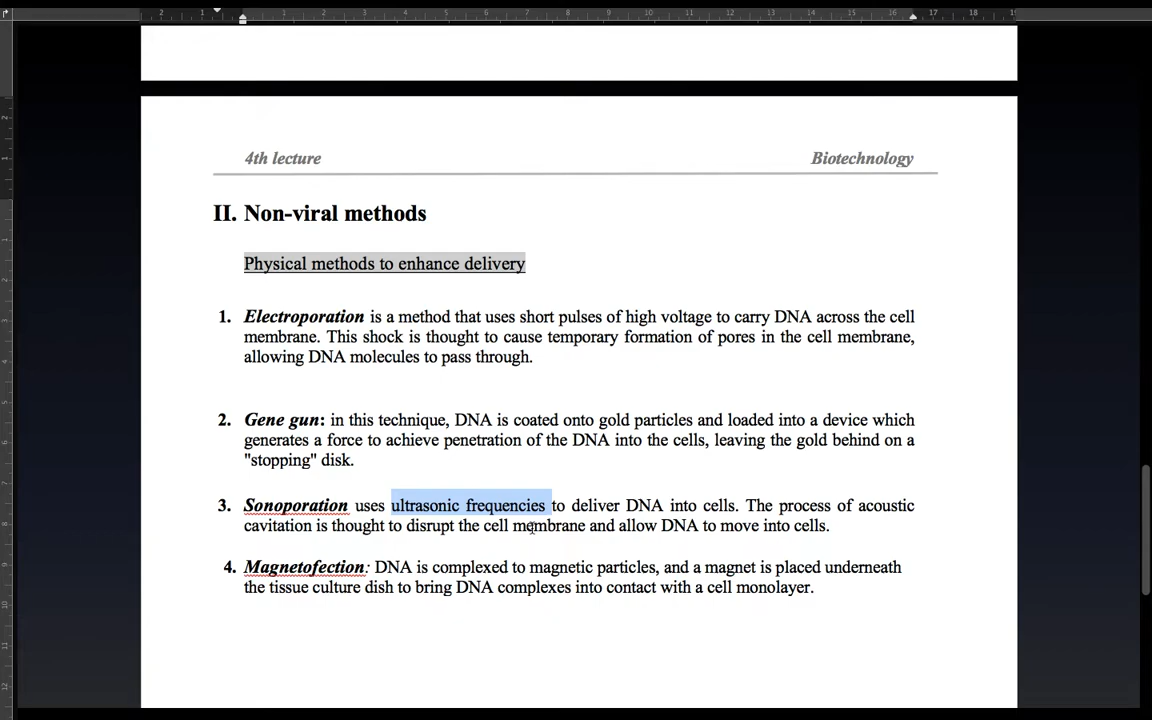 4th lecture Biotechnology
II. Non-viral methods
Physical methods to enhance delivery
1. Electroporation is a method that uses short pulses of high voltage to carry DNA across the cell
membrane. This shock is thought to cause temporary formation of pores in the cell membrane,
allowing DNA molecules to pass through.
2. Gene gun: in this technique, DNA is coated onto gold particles and loaded into a device which
generates a force to achieve penetration of the DNA into the cells, leaving the gold behind on a
"stopping" disk.
3. Sonoporation uses ultrasonic frequencies to deliver DNA into cells. The process of acoustic
cavitation is thought to disrupt the cell membrane and allow DNA to move into cells.
4. Magnetofection: DNA is complexed to magnetic particles, and a magnet is placed underneath
the tissue culture dish to bring DNA complexes into contact with a cell monolayer.